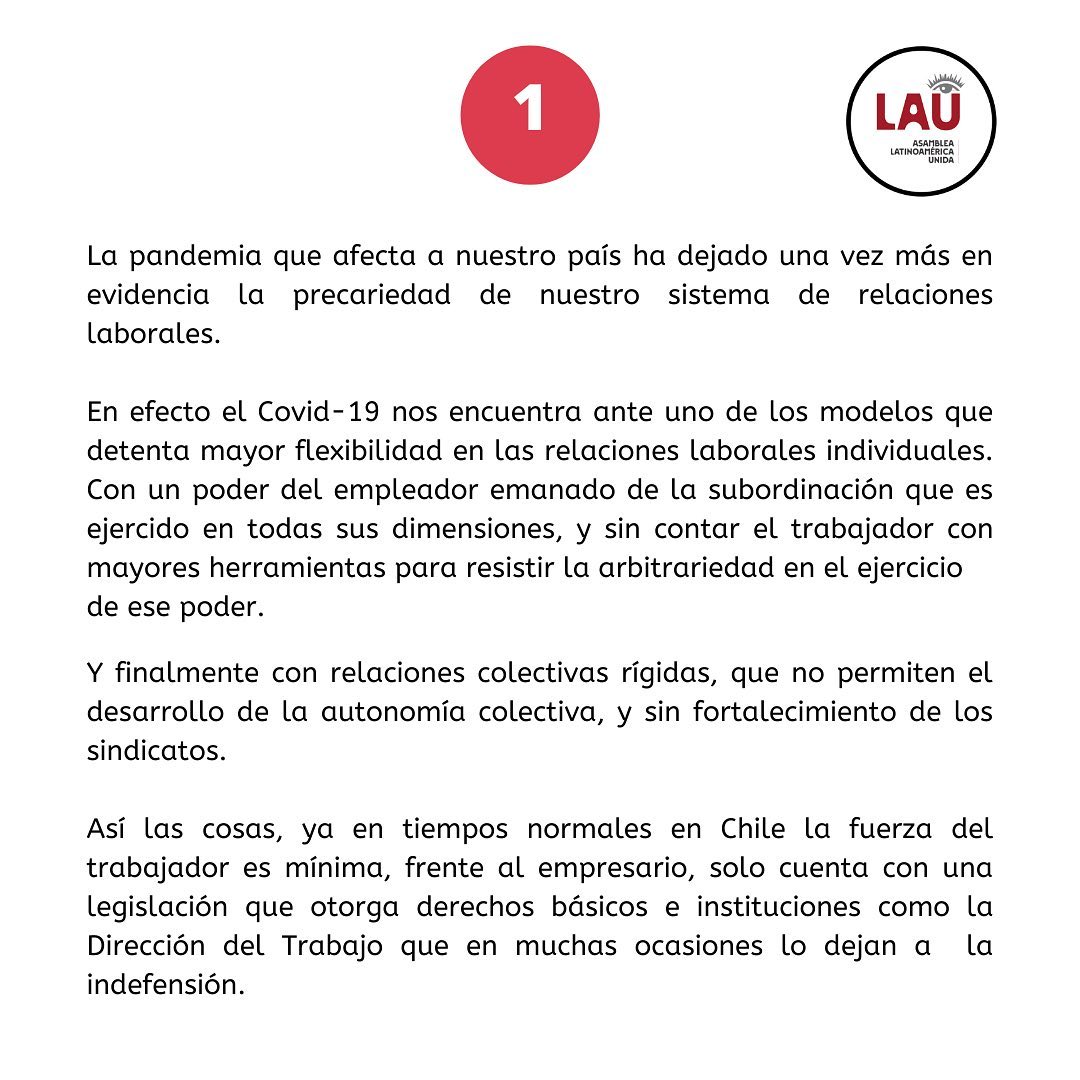 1
LAU
ASAMBLEA
LATINOAMÉRICA
UNIDA
La pandemia que afecta a nuestro país ha dejado una vez más en
evidencia la precariedad de nuestro sistema de relaciones
laborales.
En efecto el Covid-19 nos encuentra ante uno de los modelos que
detenta mayor flexibilidad en las relaciones laborales individuales.
Con un poder del empleador emanado de la subordinación que es
ejercido en todas sus dimensiones, y sin contar el trabajador con
mayores herramientas para resistir la arbitrariedad en el ejercicio
de ese poder.
Y finalmente con relaciones colectivas rígidas, que no permiten el
desarrollo de la autonomía colectiva, y sin fortalecimiento de los
sindicatos.
Así las cosas, ya en tiempos normales en Chile la fuerza del
trabajador es mínima, frente al empresario, solo cuenta con una
legislación que otorga derechos básicos e instituciones como la
Dirección del Trabajo que en muchas ocasiones lo dejan a la
indefensión.